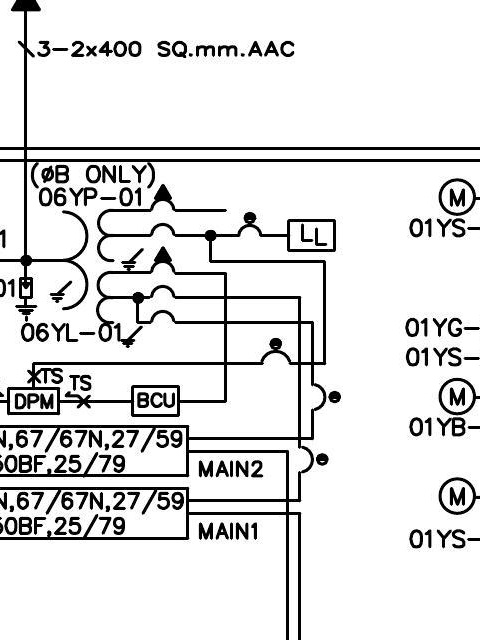 3-2x400 SQ.mm.AAC
(øB ONLY)
06YP-01
M
01YS-
1
LL
01
06YL-01
01YG-
01YS-
TS
TS
DPM
BCU
M
01YB-
N,67/67N,27/59
50BF,25/79
MAIN2
N,67/67N,27/59
50BF,25/79
MAIN1
M
01YS-